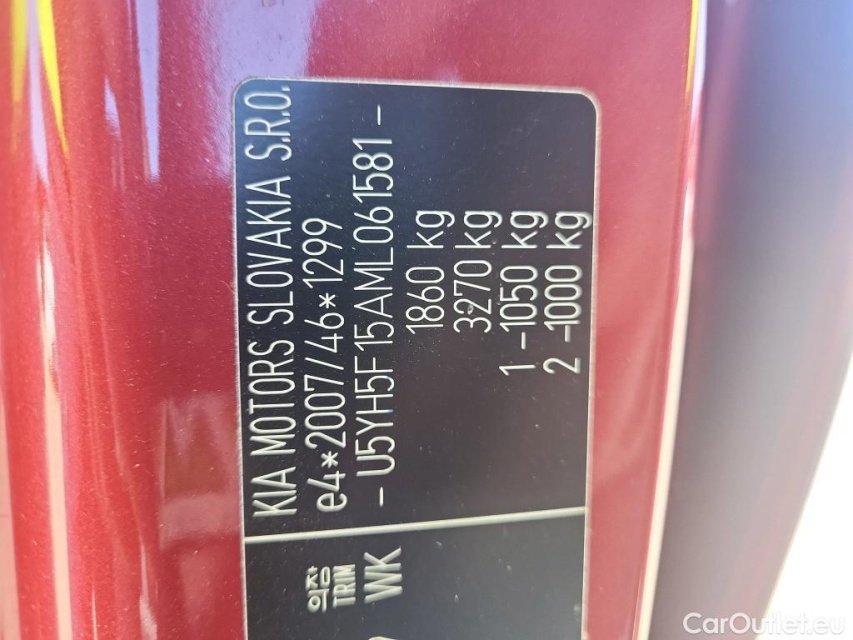 KIA MOTORS SLOVAKIA S.R.O.
e4*2007/46*1299
- U5YH5F15AML061581 -
1860 kg
3270 kg
1 -1050 kg
2 -1000 kg
의장
TRIM
WK
CarOutlet.eu